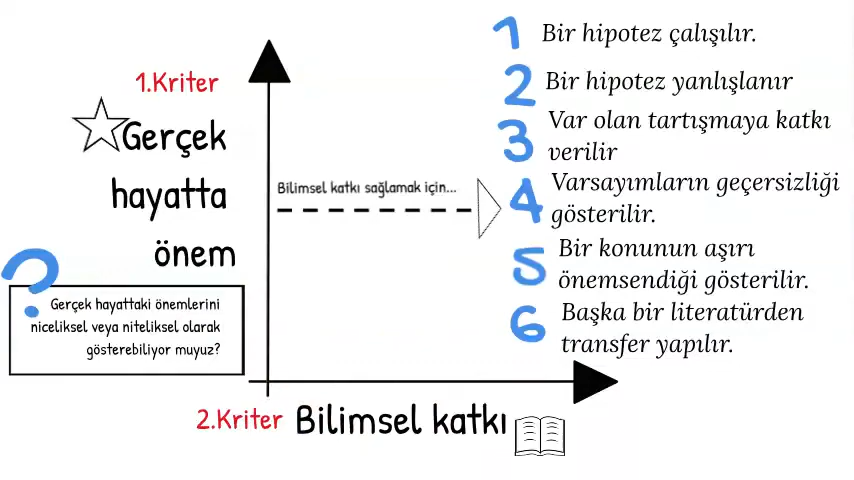 1.Kriter
Gerçek
hayatta
önem
?
Gerçek hayattaki önemlerini
niceliksel veya niteliksel olarak
gösterebiliyor muyuz?
Bilimsel katkı sağlamak için...
1 Bir hipotez çalışılır.
2 Bir hipotez yanlışlanır
3 Var olan tartışmaya katkı
verilir
4 Varsayımların geçersizliği
gösterilir.
5 Bir konunun aşırı
önemsendiği gösterilir.
6 Başka bir literatürden
transfer yapılır.
2.Kriter Bilimsel katkı